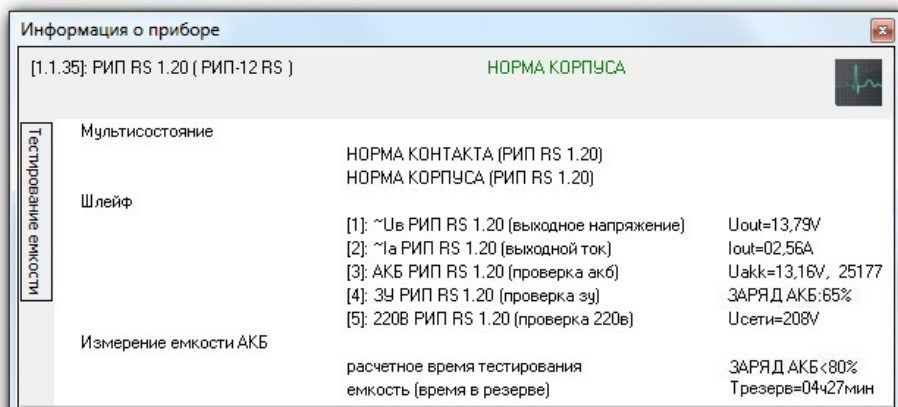 Информация о приборе
[1.1.35]: РИП RS 1.20 ( РИП-12 RS ) НОРМА КОРПУСА
Тестирование емкости
Мультисостояние
НОРМА КОНТАКТА (РИП RS 1.20)
НОРМА КОРПУСА (РИП RS 1.20)
Шлейф
[1]: ~Uв РИП RS 1.20 (выходное напряжение) Uout=13,79V
[2]: ~Iа РИП RS 1.20 (выходной ток) Iout=02,56A
[3]: АКБ РИП RS 1.20 (проверка акб) Uakk=13,16V, 25177
[4]: ЗУ РИП RS 1.20 (проверка зу) ЗАРЯД АКБ:65%
[5]: 220В РИП RS 1.20 (проверка 220в) Uсети=208V
Измерение емкости АКБ
расчетное время тестирования ЗАРЯД АКБ<80%
емкость (время в резерве) Tрезерв=04ч27мин